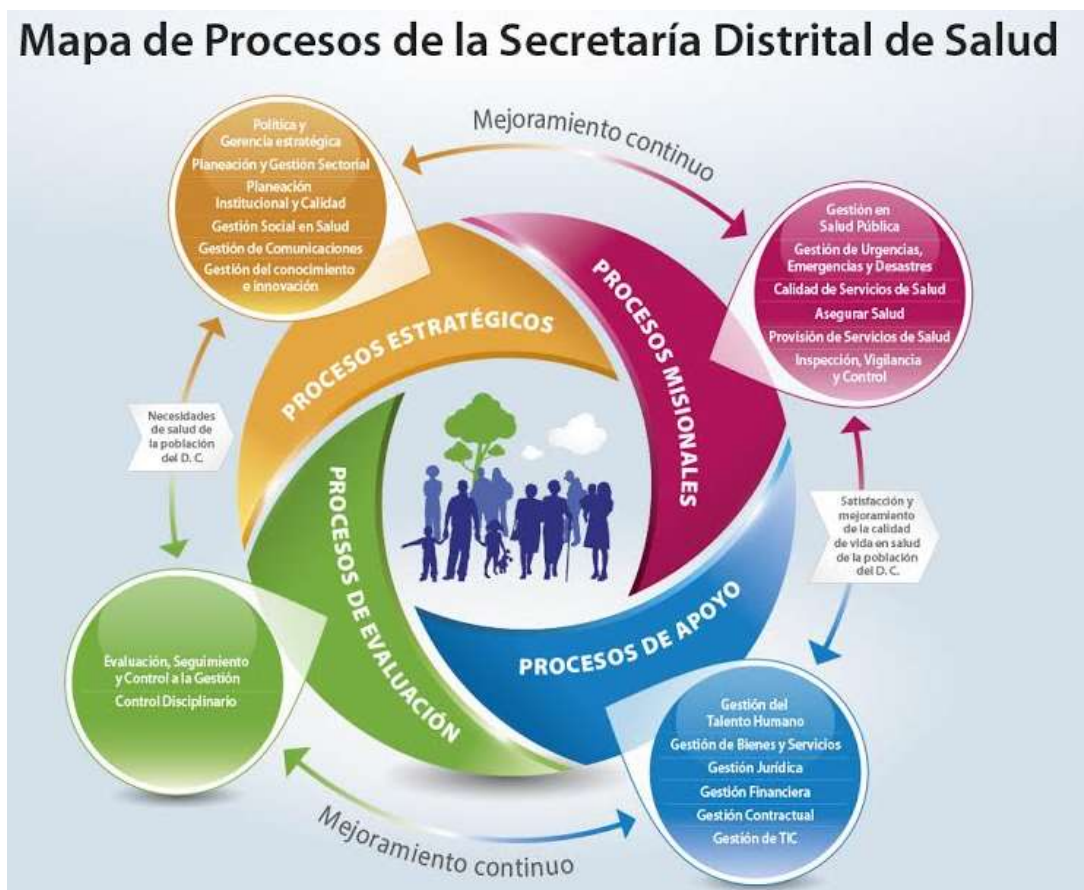 Mapa de Procesos de la Secretaría Distrital de Salud
Mejoramiento continuo
Política y
Gerencia estratégica
Planeación y Gestión Sectorial
Planeación
Institucional y Calidad
Gestión Social en Salud
Gestión de Comunicaciones
Gestión del conocimiento
e innovación
Gestión en
Salud Pública
Gestión de Urgencias,
Emergencias y Desastres
Calidad de Servicios de Salud
Asegurar Salud
Provisión de Servicios de Salud
Inspección, Vigilancia
y Control
PROCESOS ESTRATÉGICOS
PROCESOS MISIONALES
Necesidades
de salud de
la población
del D. C.
Satisfacción y
mejoramiento
de la calidad
de vida en salud
de la población
del D. C.
PROCESOS DE EVALUACIÓN
PROCESOS DE APOYO
Evaluación, Seguimiento
y Control a la Gestión
Control Disciplinario
Gestión del
Talento Humano
Gestión de Bienes y Servicios
Gestión Jurídica
Gestión Financiera
Gestión Contractual
Gestión de TIC
Mejoramiento continuo